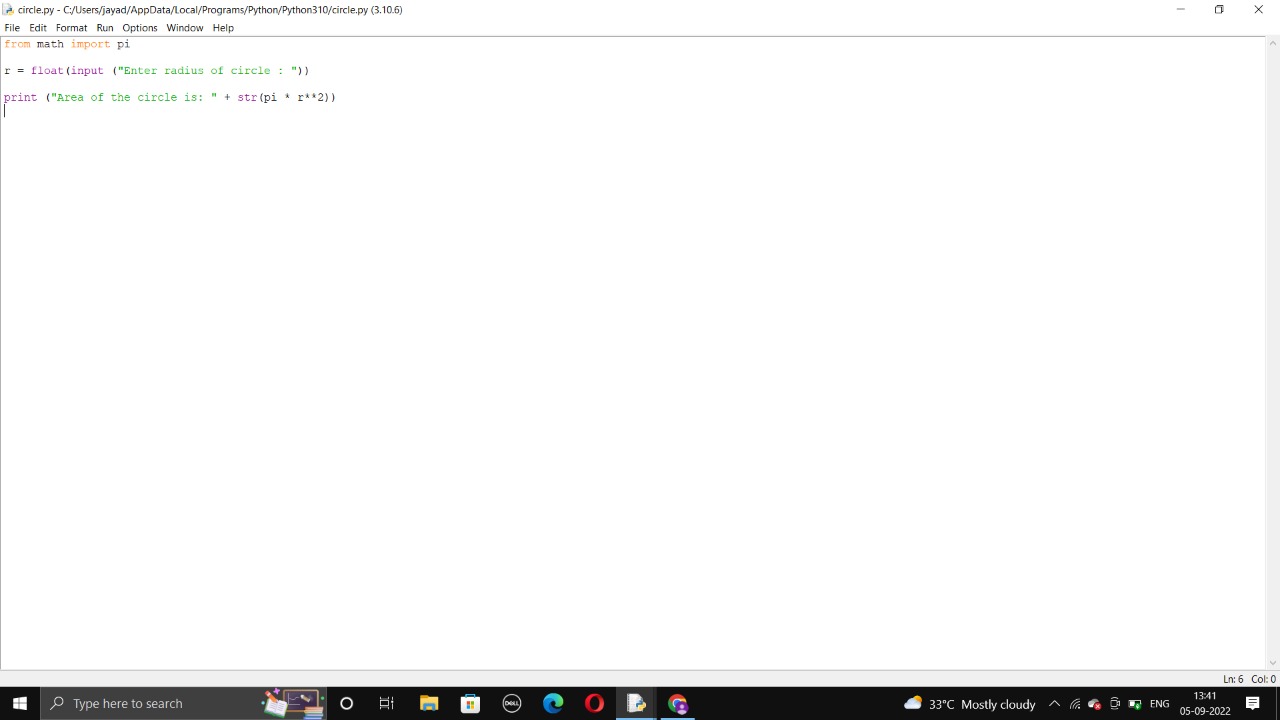 circle.py - C:/Users/jayad/AppData/Local/Programs/Python/Python310/circle.py (3.10.6)
File Edit Format Run Options Window Help
from math import pi
r = float(input ("Enter radius of circle : "))
print ("Area of the circle is: " + str(pi * r**2))
Ln: 6 Col: 0
Type here to search
DELL
33°C Mostly cloudy
ENG
13:41
05-09-2022